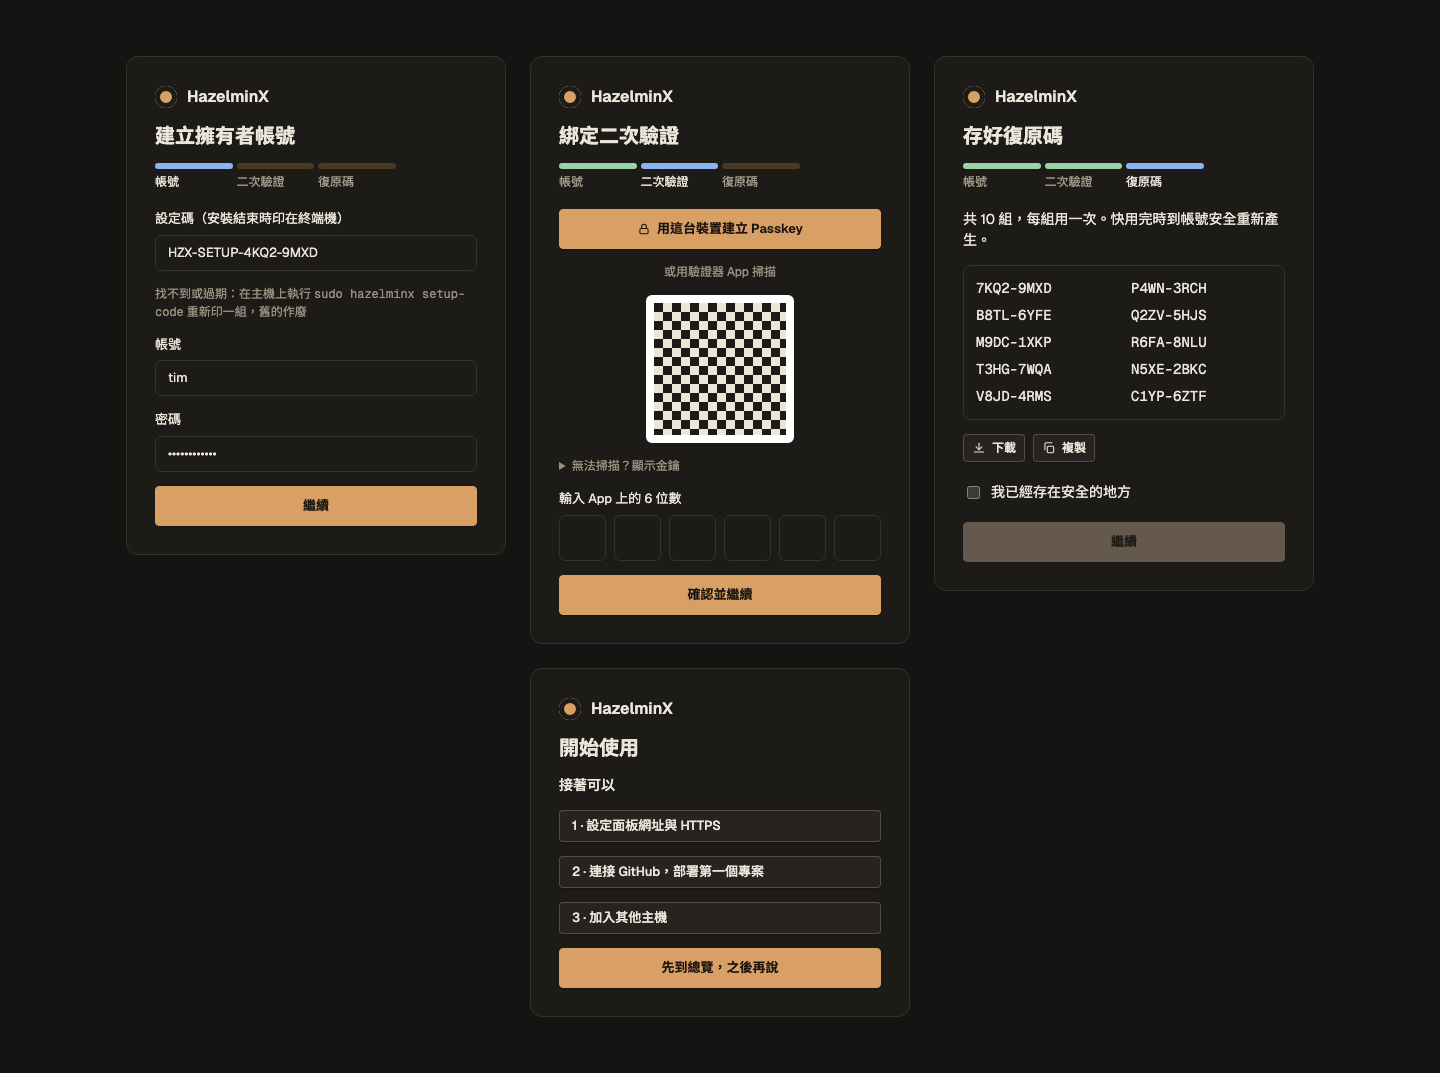 HazelminX
建立擁有者帳號
帳號 二次驗證 復原碼
設定碼（安裝結束時印在終端機）
HZX-SETUP-4KQ2-9MXD
找不到或過期：在主機上執行 sudo hazelminx setup-
code 重新印一組，舊的作廢
帳號
tim
密碼
••••••••••••
繼續
HazelminX
綁定二次驗證
帳號 二次驗證 復原碼
用這台裝置建立 Passkey
或用驗證器 App 掃描
▶ 無法掃描？顯示金鑰
輸入 App 上的 6 位數
確認並繼續
HazelminX
存好復原碼
帳號 二次驗證 復原碼
共 10 組，每組用一次。快用完時到帳號安全重新產
生。
7KQ2-9MXD P4WN-3RCH
B8TL-6YFE Q2ZV-5HJS
M9DC-1XKP R6FA-8NLU
T3HG-7WQA N5XE-2BKC
V8JD-4RMS C1YP-6ZTF
下載 複製
我已經存在安全的地方
繼續
HazelminX
開始使用
接著可以
1 · 設定面板網址與 HTTPS
2 · 連接 GitHub，部署第一個專案
3 · 加入其他主機
先到總覽，之後再說